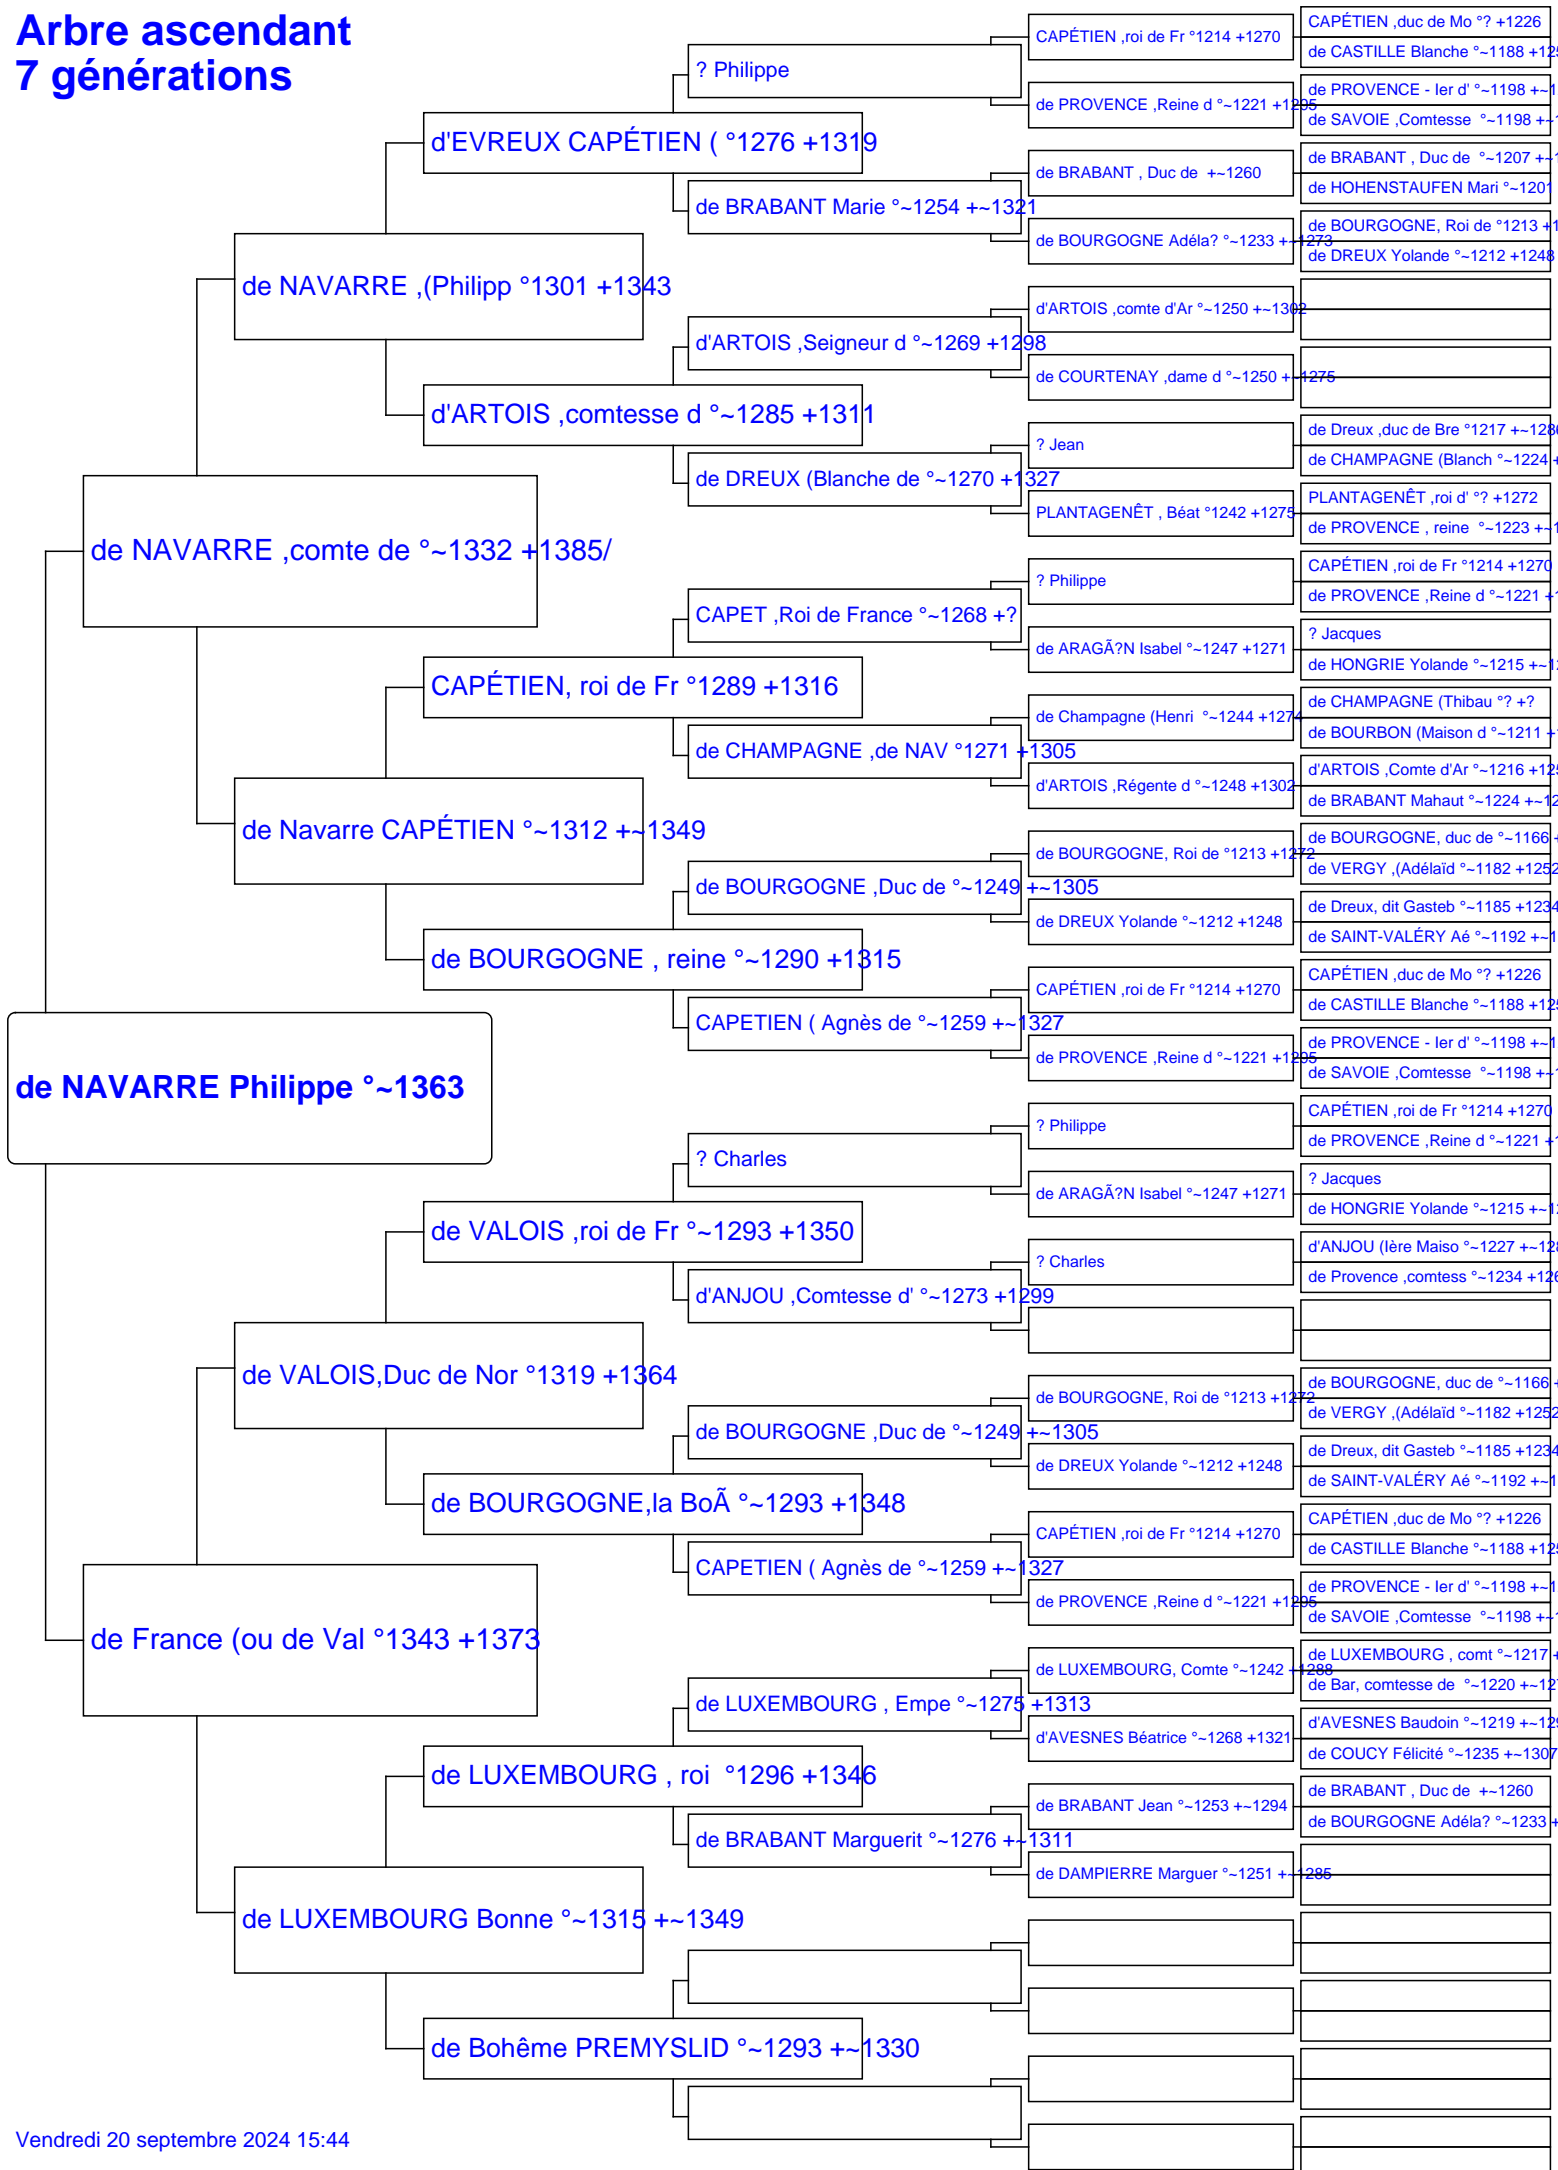 Arbre ascendant
7 générations
de NAVARRE Philippe °~1363
de NAVARRE ,comte de °~1332 +1385/
de France (ou de Val °1343 +1373
de NAVARRE ,(Philipp °1301 +1343
de Navarre CAPÉTIEN °~1312 +~1349
de VALOIS,Duc de Nor °1319 +1364
de LUXEMBOURG Bonne °~1315 +~1349
d'EVREUX CAPÉTIEN ( °1276 +1319
d'ARTOIS ,comtesse d °~1285 +1311
CAPÉTIEN, roi de Fr °1289 +1316
de BOURGOGNE , reine °~1290 +1315
de VALOIS ,roi de Fr °~1293 +1350
de BOURGOGNE,la BoÃ °~1293 +1348
de LUXEMBOURG , roi °1296 +1346
de Bohême PREMYSLID °~1293 +~1330
? Philippe
de BRABANT Marie °~1254 +~1321
d'ARTOIS ,Seigneur d °~1269 +1298
de DREUX (Blanche de °~1270 +1327
CAPET ,Roi de France °~1268 +?
de CHAMPAGNE ,de NAV °1271 +1305
de BOURGOGNE ,Duc de °~1249 +~1305
CAPETIEN ( Agnès de °~1259 +~1327
? Charles
d'ANJOU ,Comtesse d' °~1273 +1299
de BOURGOGNE ,Duc de °~1249 +~1305
CAPETIEN ( Agnès de °~1259 +~1327
de LUXEMBOURG , Empe °~1275 +1313
de BRABANT Marguerit °~1276 +~1311
CAPÉTIEN ,roi de Fr °1214 +1270
de PROVENCE ,Reine d °~1221 +1295
de BRABANT , Duc de +~1260
de BOURGOGNE Adéla? °~1233 +~1273
d'ARTOIS ,comte d'Ar °~1250 +~1302
de COURTENAY ,dame d °~1250 +~1275
? Jean
PLANTAGENÊT , Béat °1242 +1275
? Philippe
de ARAGÃ?N Isabel °~1247 +1271
de Champagne (Henri °~1244 +1274
d'ARTOIS ,Régente d °~1248 +1302
de BOURGOGNE, Roi de °1213 +1272
de DREUX Yolande °~1212 +1248
CAPÉTIEN ,roi de Fr °1214 +1270
de PROVENCE ,Reine d °~1221 +1295
? Philippe
de ARAGÃ?N Isabel °~1247 +1271
? Charles
de BOURGOGNE, Roi de °1213 +1272
de DREUX Yolande °~1212 +1248
CAPÉTIEN ,roi de Fr °1214 +1270
de PROVENCE ,Reine d °~1221 +1295
de LUXEMBOURG, Comte °~1242 +1288
d'AVESNES Béatrice °~1268 +1321
de BRABANT Jean °~1253 +~1294
de DAMPIERRE Marguer °~1251 +~1285
CAPÉTIEN ,duc de Mo °? +1226
de CASTILLE Blanche °~1188 +125
de PROVENCE - Ier d' °~1198 +~1
de SAVOIE ,Comtesse °~1198 +~1
de BRABANT , Duc de °~1207 +~1
de HOHENSTAUFEN Mari °~1201
de BOURGOGNE, Roi de °1213 +1
de DREUX Yolande °~1212 +1248
de Dreux ,duc de Bre °1217 +~1286
de CHAMPAGNE (Blanch °~1224 +
PLANTAGENÊT ,roi d' °? +1272
de PROVENCE , reine °~1223 +~1
CAPÉTIEN ,roi de Fr °1214 +1270
de PROVENCE ,Reine d °~1221 +1
? Jacques
de HONGRIE Yolande °~1215 +~12
de CHAMPAGNE (Thibau °? +?
de BOURBON (Maison d °~1211 +
d'ARTOIS ,Comte d'Ar °~1216 +125
de BRABANT Mahaut °~1224 +~12
de BOURGOGNE, duc de °~1166 +
de VERGY ,(Adélaïd °~1182 +1252
de Dreux, dit Gasteb °~1185 +1234
de SAINT-VALÉRY Aé °~1192 +~1
CAPÉTIEN ,duc de Mo °? +1226
de CASTILLE Blanche °~1188 +125
de PROVENCE - Ier d' °~1198 +~1
de SAVOIE ,Comtesse °~1198 +~1
CAPÉTIEN ,roi de Fr °1214 +1270
de PROVENCE ,Reine d °~1221 +1
? Jacques
de HONGRIE Yolande °~1215 +~12
d'ANJOU (Ière Maiso °~1227 +~128
de Provence ,comtess °~1234 +126
de BOURGOGNE, duc de °~1166 +
de VERGY ,(Adélaïd °~1182 +1252
de Dreux, dit Gasteb °~1185 +1234
de SAINT-VALÉRY Aé °~1192 +~1
CAPÉTIEN ,duc de Mo °? +1226
de CASTILLE Blanche °~1188 +125
de PROVENCE - Ier d' °~1198 +~1
de SAVOIE ,Comtesse °~1198 +~1
de LUXEMBOURG , comt °~1217 +
de Bar, comtesse de °~1220 +~127
d'AVESNES Baudoin °~1219 +~129
de COUCY Félicité °~1235 +~1307
de BRABANT , Duc de +~1260
de BOURGOGNE Adéla? °~1233 +
Vendredi 20 septembre 2024 15:44